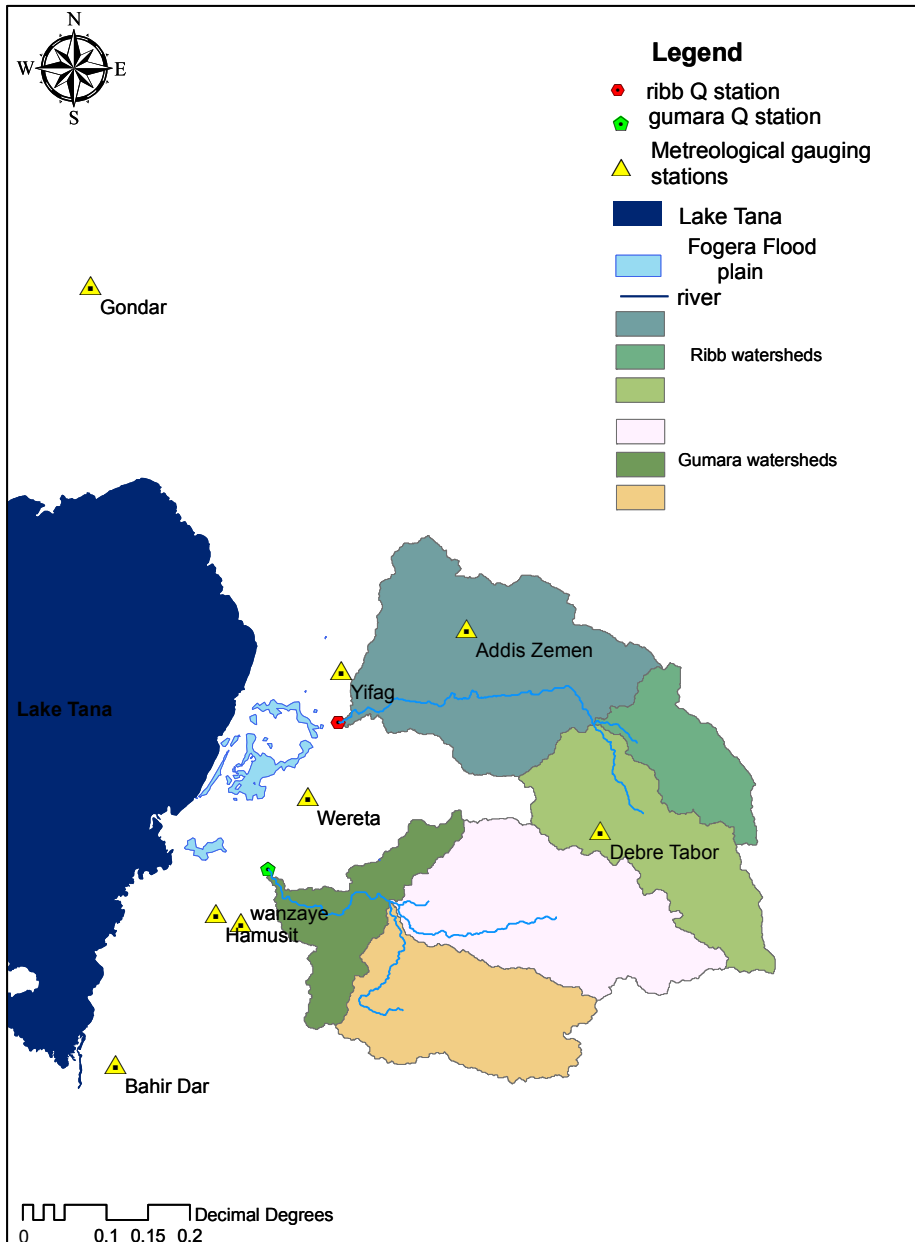 N
W E
S
Legend
ribb Q station
gumara Q station
Metreological gauging
stations
Lake Tana
Fogera Flood
plain
river
Ribb watersheds
Gumara watersheds
Gondar
Addis Zemen
Yifag
Lake Tana
Wereta
Debre Tabor
wanzaye
Hamusit
Bahir Dar
Decimal Degrees
0 0.1 0.15 0.2